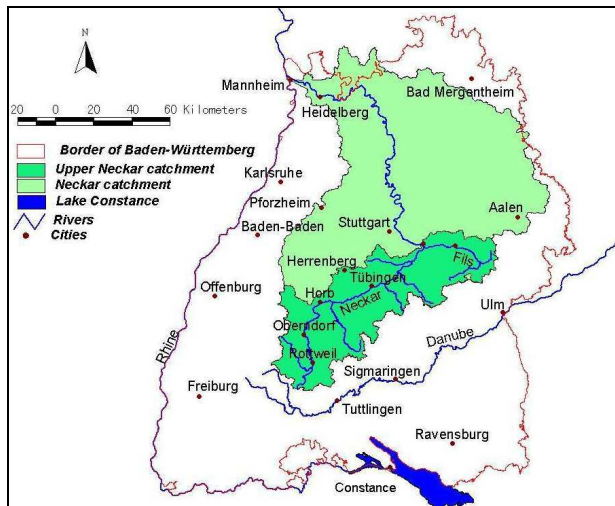 N
Mannheim
Bad Mergentheim
20 0 20 40 60 Kilometers
Heidelberg
Border of Baden-Württemberg
Upper Neckar catchment
Neckar catchment
Lake Constance
Rivers
Cities
Karlsruhe
Pforzheim
Baden-Baden
Stuttgart
Aalen
Herrenberg
Fils
Tübingen
Offenburg
Horb
Neckar
Ulm
Oberndorf
Danube
Rhine
Rottweil
Sigmaringen
Freiburg
Tuttlingen
Ravensburg
Constance